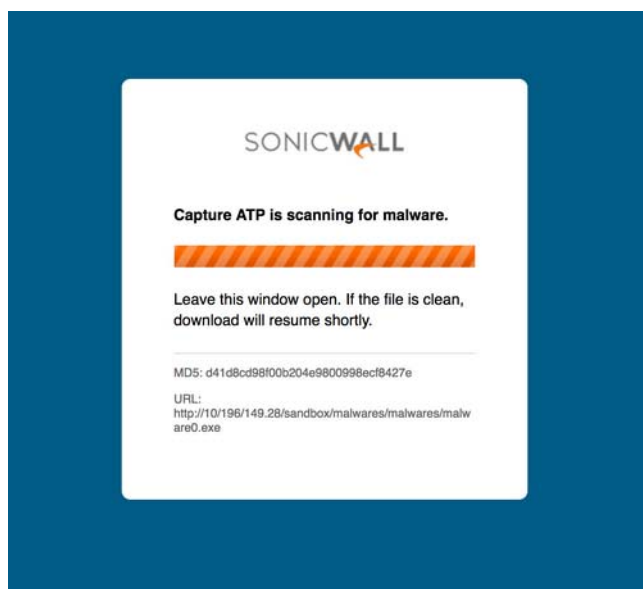 SONICWALL
Capture ATP is scanning for malware.
Leave this window open. If the file is clean,
download will resume shortly.
MD5: d41d8cd98f00b204e9800998ecf8427e
URL:
http://10/196/149.28/sandbox/malwares/malwares/malw
are0.exe